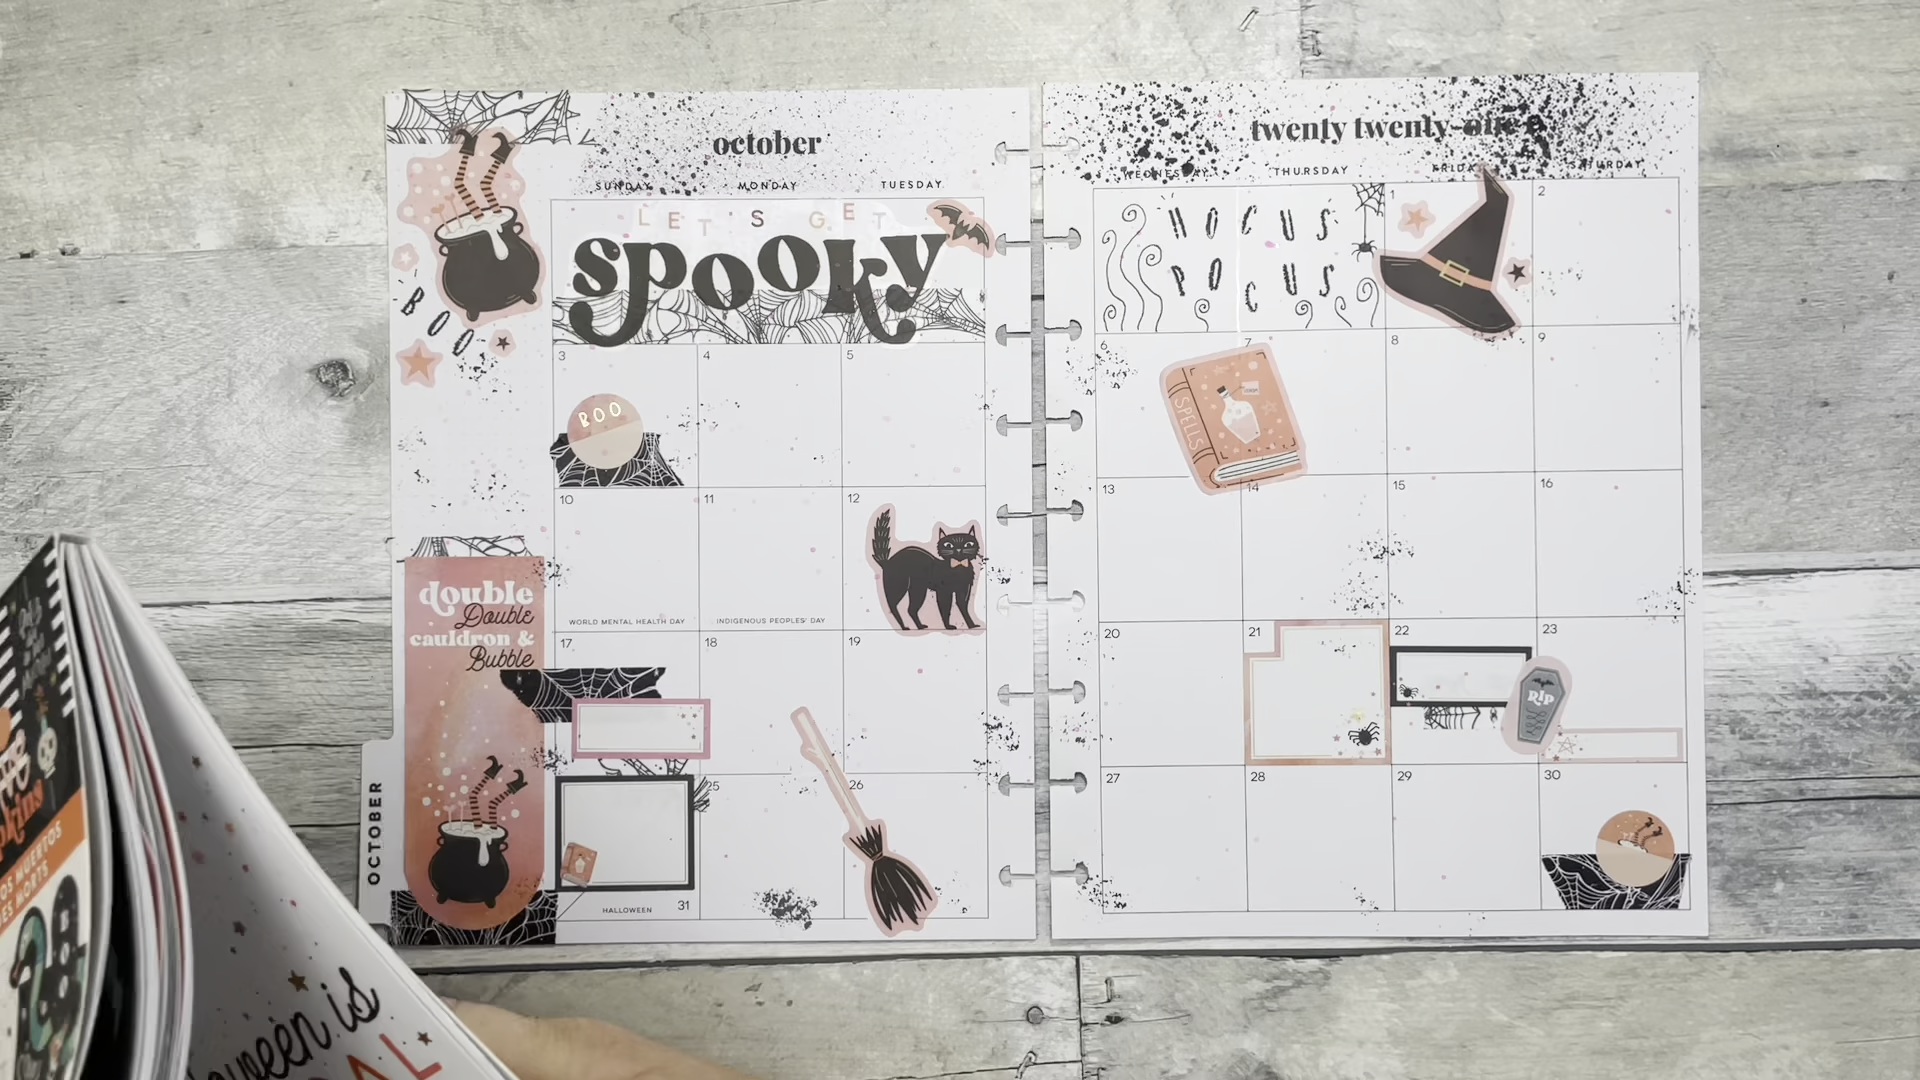 october
SUNDAY MONDAY TUESDAY
LET'S GET
spooky
BOO
3 4 5
BOO
10 11 12
WORLD MENTAL HEALTH DAY INDIGENOUS PEOPLES' DAY
double
Double
cauldron &
Bubble
17 18 19
25 26
HALLOWEEN 31
OCTOBER
twenty twenty-one
WEDNESDAY THURSDAY FRIDAY SATURDAY
HOCUS
POCUS
1 2
6 7 8 9
SPELLS
13 14 15 16
20 21 22 23
RIP
27 28 29 30
is